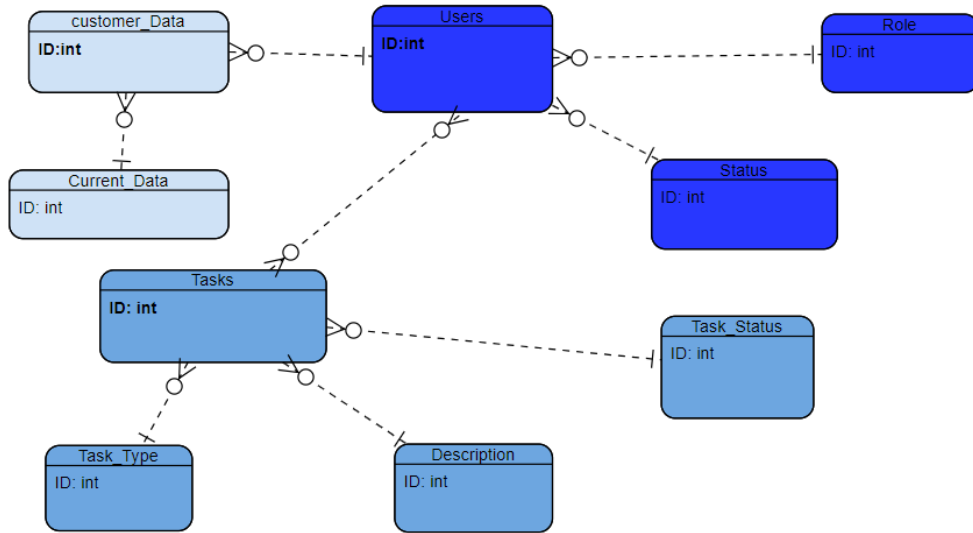 customer_Data
ID:int
Users
ID:int
Role
ID: int
Current_Data
ID: int
Status
ID: int
Tasks
ID: int
Task_Status
ID: int
Task_Type
ID: int
Description
ID: int